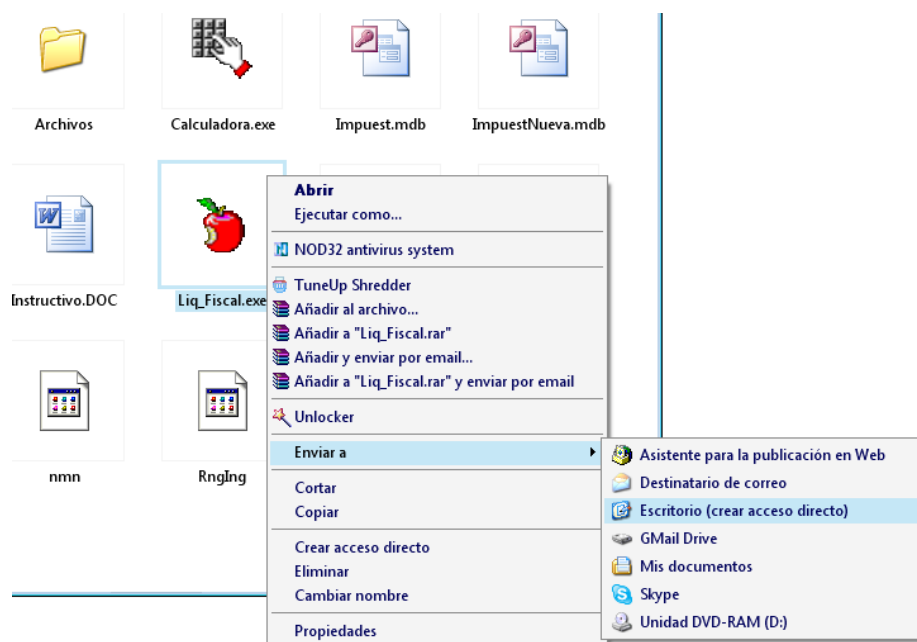 Archivos
Calculadora.exe
Impuest.mdb
ImpuestNueva.mdb
Instructivo.DOC
Liq_Fiscal.exe
nmn
RngIng
Abrir
Ejecutar como...
NOD32 antivirus system
TuneUp Shredder
Añadir al archivo...
Añadir a "Liq_Fiscal.rar"
Añadir y enviar por email...
Añadir a "Liq_Fiscal.rar" y enviar por email
Unlocker
Enviar a
Cortar
Copiar
Crear acceso directo
Eliminar
Cambiar nombre
Propiedades
Asistente para la publicación en Web
Destinatario de correo
Escritorio (crear acceso directo)
GMail Drive
Mis documentos
Skype
Unidad DVD-RAM (D:)